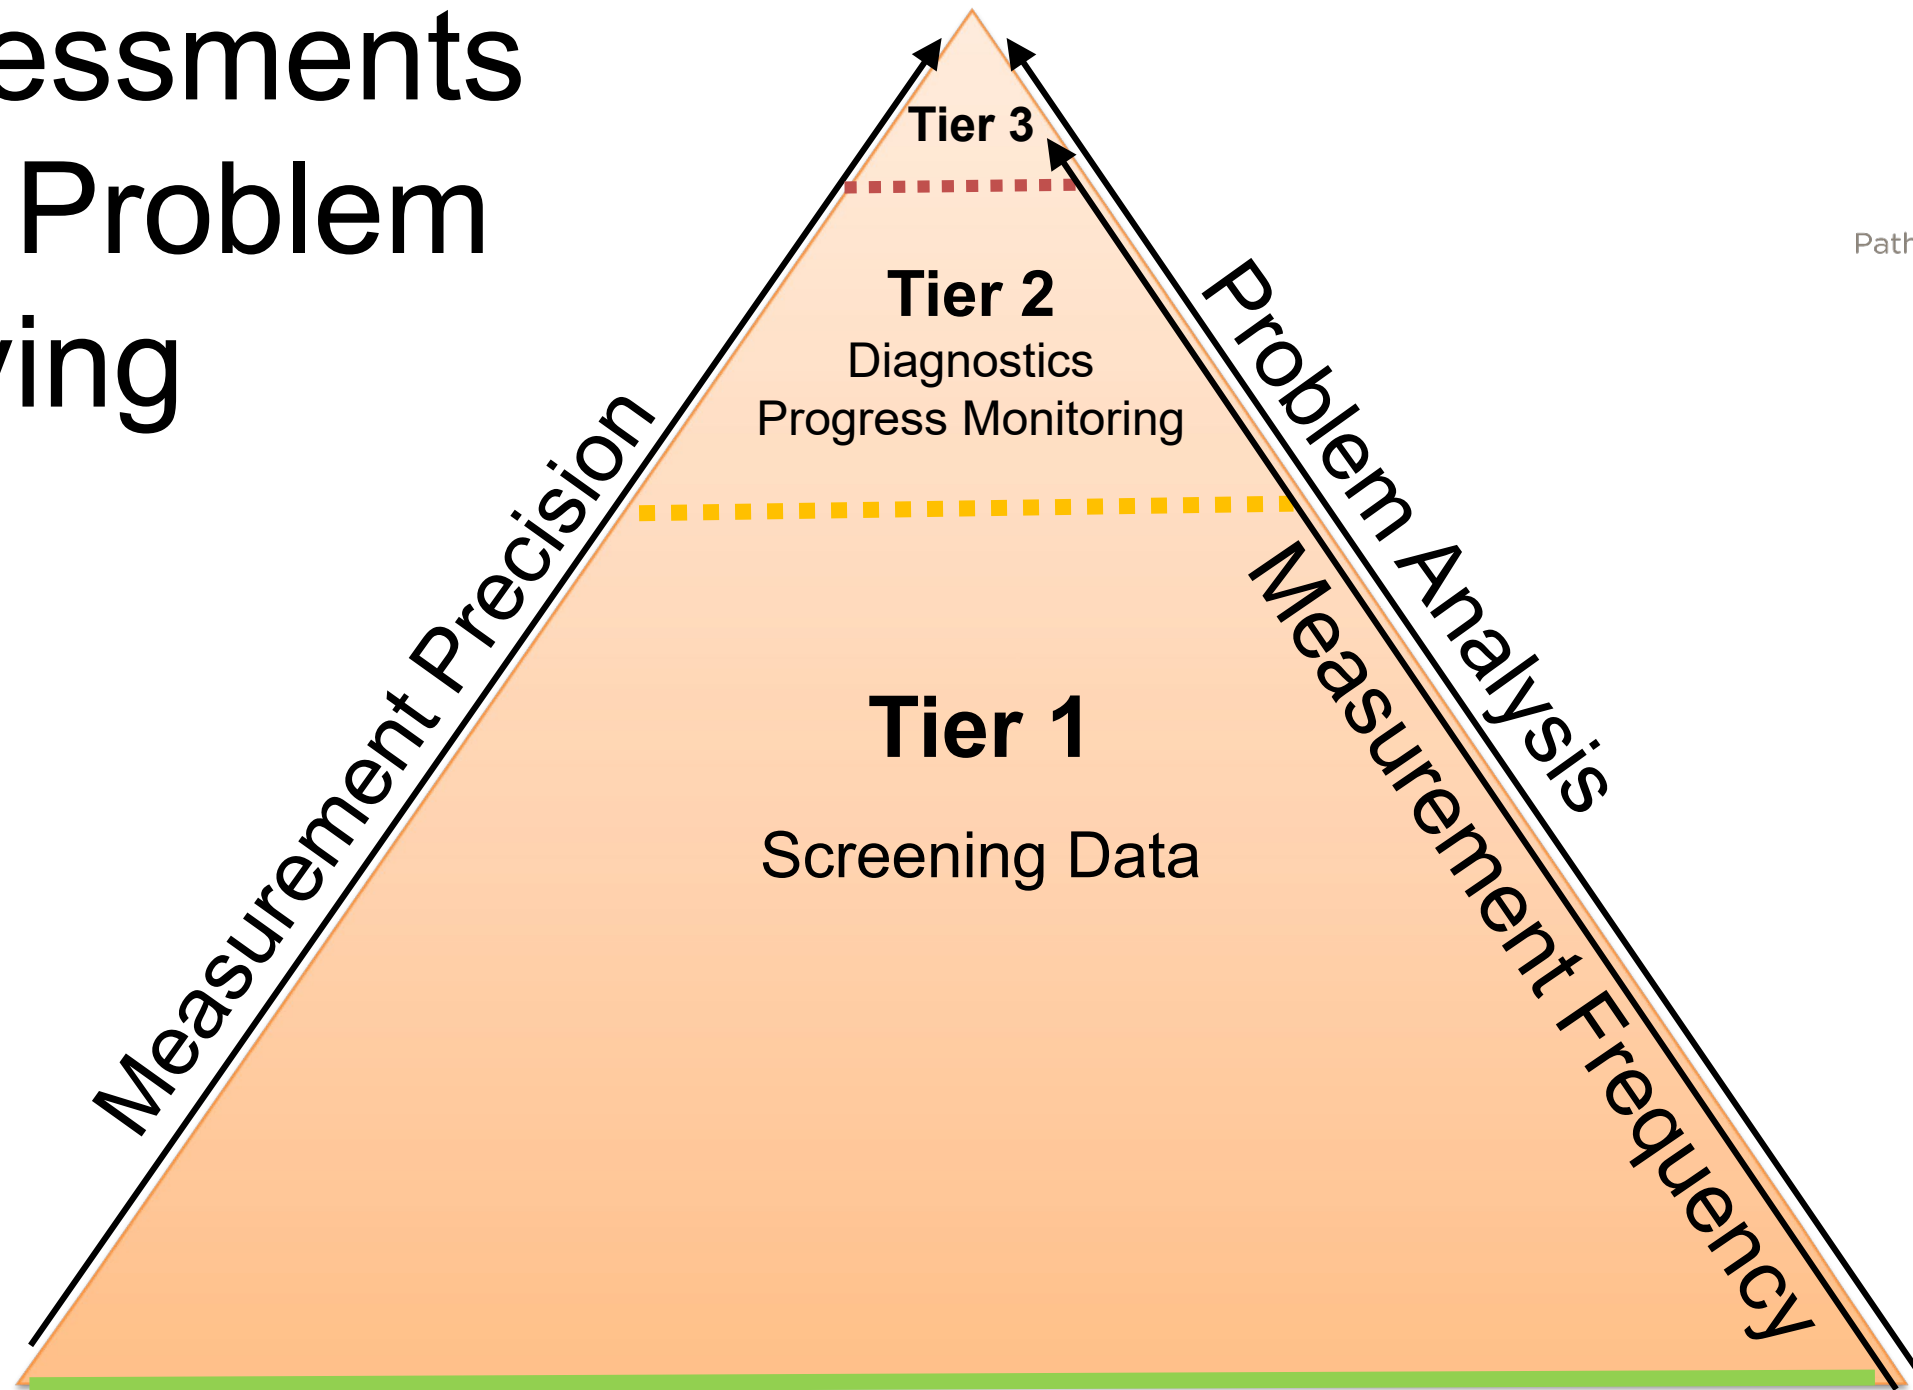 essments
Problem
ving
Tier 3
Tier 2
Diagnostics
Progress Monitoring
Tier 1
Screening Data
Measurement Precision
Problem Analysis
Measurement Frequency
Path